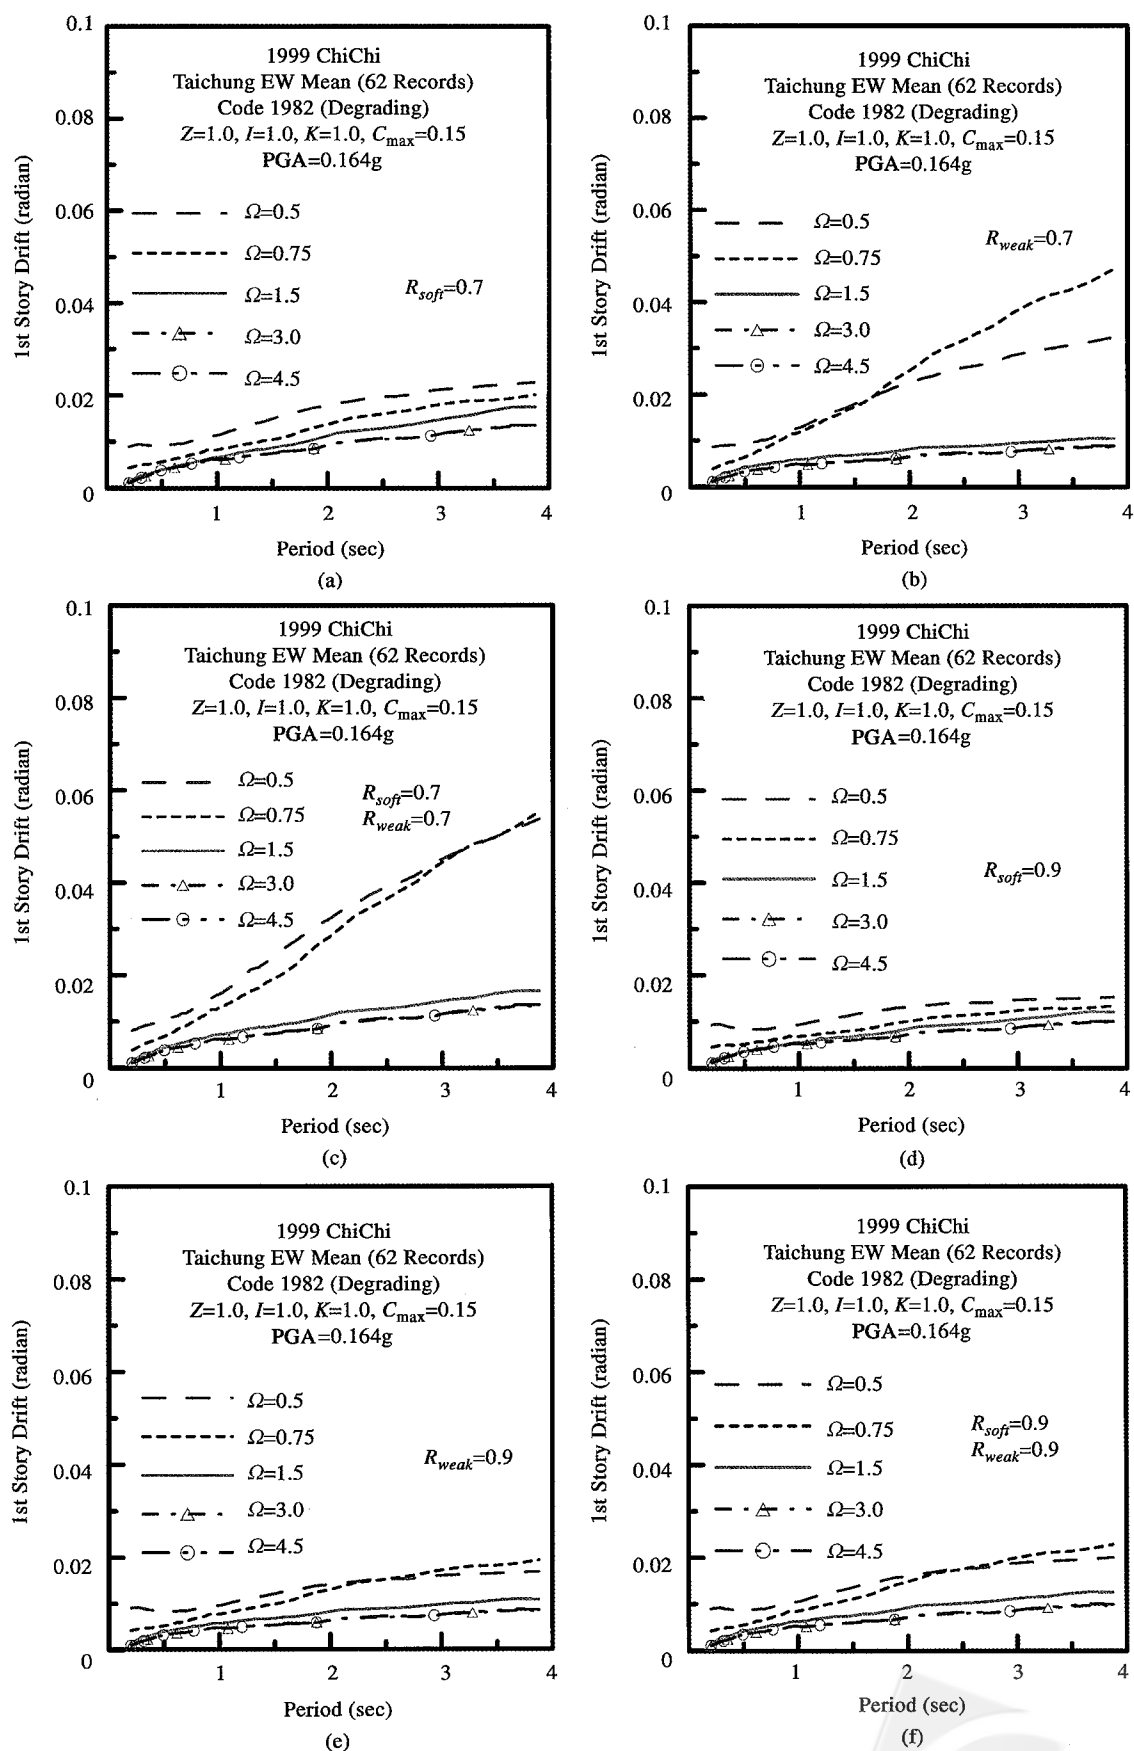 0.1
0.08
0.06
0.04
0.02
0
1st Story Drift (radian)
1999 ChiChi
Taichung EW Mean (62 Records)
Code 1982 (Degrading)
Z=1.0, I=1.0, K=1.0, Cmax=0.15
PGA=0.164g
Ω=0.5
Ω=0.75
Ω=1.5
Ω=3.0
Ω=4.5
Rsoft=0.7
1 2 3 4
Period (sec)
(a)
0.1
0.08
0.06
0.04
0.02
0
1st Story Drift (radian)
1999 ChiChi
Taichung EW Mean (62 Records)
Code 1982 (Degrading)
Z=1.0, I=1.0, K=1.0, Cmax=0.15
PGA=0.164g
Ω=0.5
Ω=0.75
Ω=1.5
Ω=3.0
Ω=4.5
Rweak=0.7
1 2 3 4
Period (sec)
(b)
0.1
0.08
0.06
0.04
0.02
0
1st Story Drift (radian)
1999 ChiChi
Taichung EW Mean (62 Records)
Code 1982 (Degrading)
Z=1.0, I=1.0, K=1.0, Cmax=0.15
PGA=0.164g
Ω=0.5
Ω=0.75
Ω=1.5
Ω=3.0
Ω=4.5
Rsoft=0.7
Rweak=0.7
1 2 3 4
Period (sec)
(c)
0.1
0.08
0.06
0.04
0.02
0
1st Story Drift (radian)
1999 ChiChi
Taichung EW Mean (62 Records)
Code 1982 (Degrading)
Z=1.0, I=1.0, K=1.0, Cmax=0.15
PGA=0.164g
Ω=0.5
Ω=0.75
Ω=1.5
Ω=3.0
Ω=4.5
Rsoft=0.9
1 2 3 4
Period (sec)
(d)
0.1
0.08
0.06
0.04
0.02
0
1st Story Drift (radian)
1999 ChiChi
Taichung EW Mean (62 Records)
Code 1982 (Degrading)
Z=1.0, I=1.0, K=1.0, Cmax=0.15
PGA=0.164g
Ω=0.5
Ω=0.75
Ω=1.5
Ω=3.0
Ω=4.5
Rweak=0.9
1 2 3 4
Period (sec)
(e)
0.1
0.08
0.06
0.04
0.02
0
1st Story Drift (radian)
1999 ChiChi
Taichung EW Mean (62 Records)
Code 1982 (Degrading)
Z=1.0, I=1.0, K=1.0, Cmax=0.15
PGA=0.164g
Ω=0.5
Ω=0.75
Ω=1.5
Ω=3.0
Ω=4.5
Rsoft=0.9
Rweak=0.9
1 2 3 4
Period (sec)
(f)